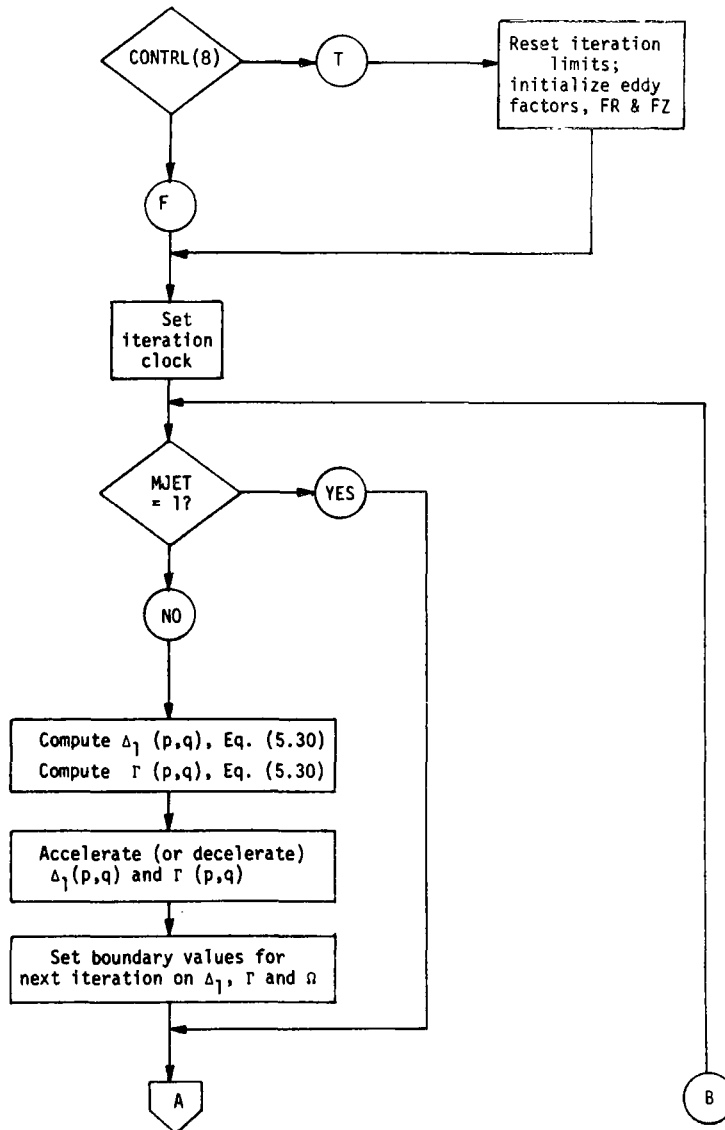 CONTRL(8)
T
Reset iteration
limits;
initialize eddy
factors, FR & FZ
F
Set
iteration
clock
MJET
= 1?
YES
NO
Compute Δ₁ (p,q), Eq. (5.30)
Compute Γ (p,q), Eq. (5.30)
Accelerate (or decelerate)
Δ₁(p,q) and Γ (p,q)
Set boundary values for
next iteration on Δ₁, Γ and Ω
A
B